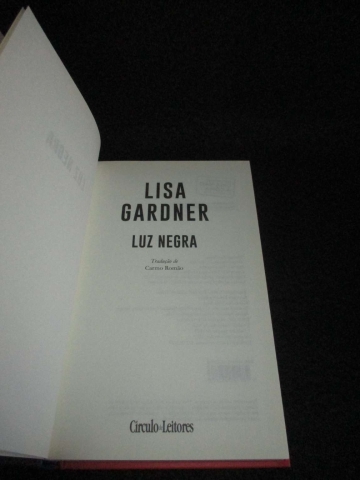 LISA
GARDNER
LUZ NEGRA
Tradução de
Carmo Romão
Círculo de Leitores